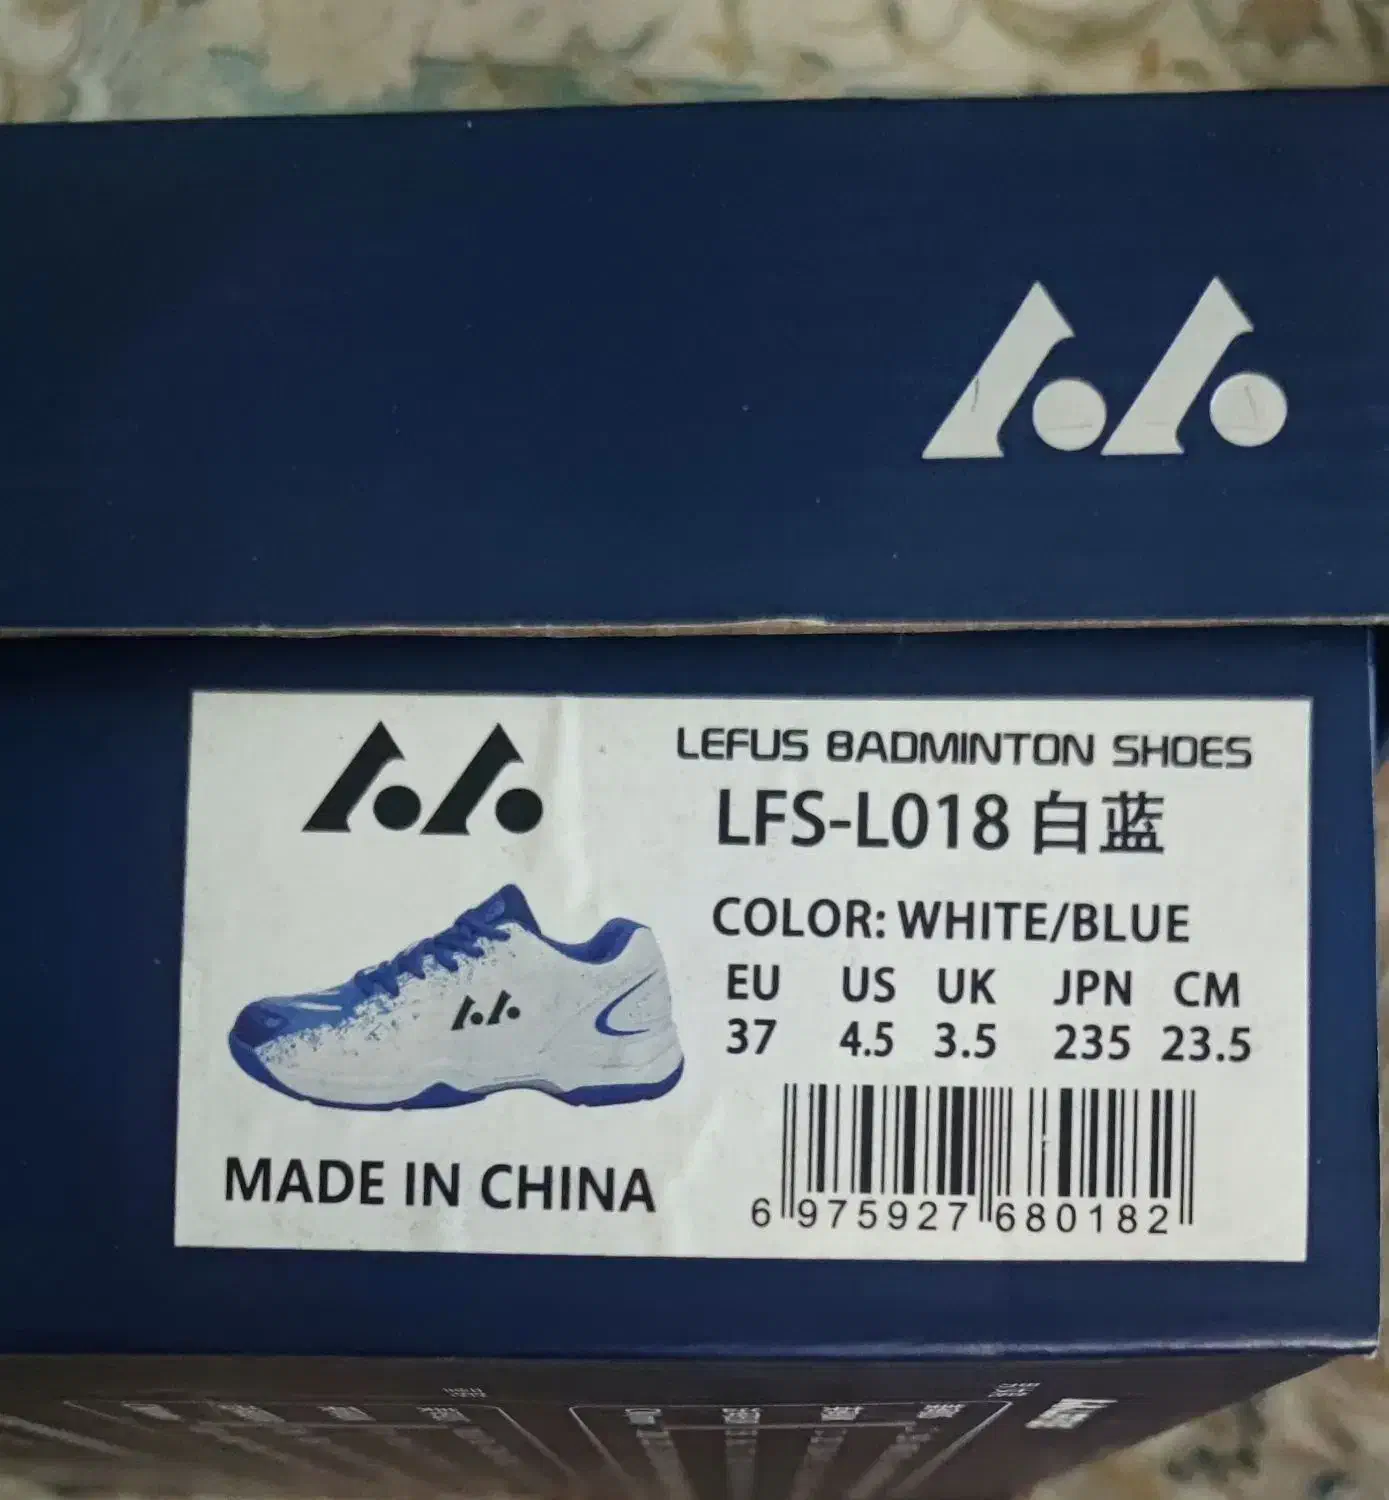 LEFUS BADMINTON SHOES
LFS-L018 白蓝
COLOR: WHITE/BLUE
EU US UK JPN CM
37 4.5 3.5 235 23.5
6 975927 680182
MADE IN CHINA